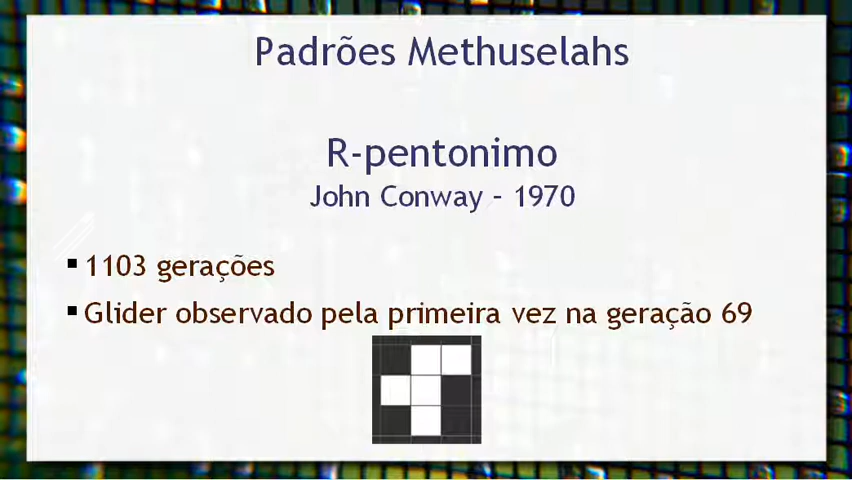 Padrões Methuselahs
R-pentonimo
John Conway – 1970
1103 gerações
Glider observado pela primeira vez na geração 69